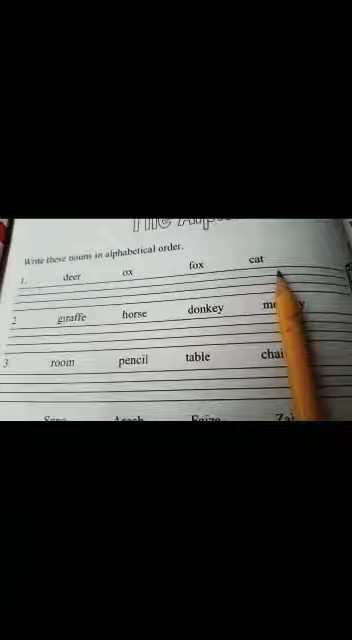 The
Write these nouns in alphabetical order.
1. deer ox fox cat
2 giraffe horse donkey
3 room pencil table